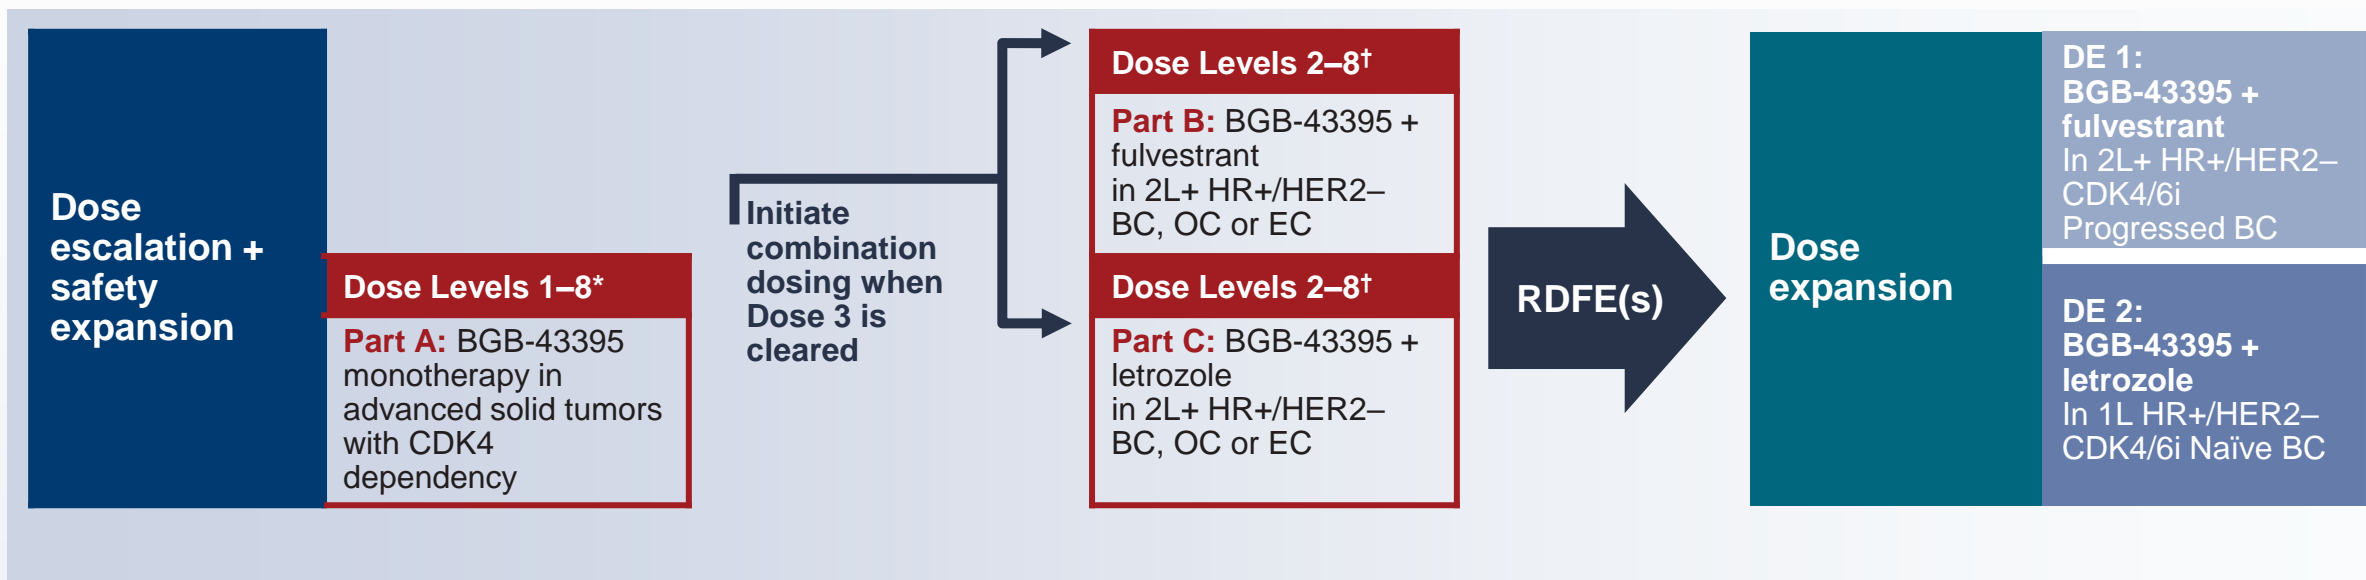 Dose
escalation +
safety
expansion
Dose Levels 1–8*
Part A: BGB-43395
monotherapy in
advanced solid tumors
with CDK4
dependency
Initiate
combination
dosing when
Dose 3 is
cleared
Dose Levels 2–8†
Part B: BGB-43395 +
fulvestrant
in 2L+ HR+/HER2–
BC, OC or EC
Dose Levels 2–8†
Part C: BGB-43395 +
letrozole
in 2L+ HR+/HER2–
BC, OC or EC
RDFE(s)
Dose
expansion
DE 1:
BGB-43395 +
fulvestrant
In 2L+ HR+/HER2–
CDK4/6i
Progressed BC
DE 2:
BGB-43395 +
letrozole
In 1L HR+/HER2–
CDK4/6i Naïve BC